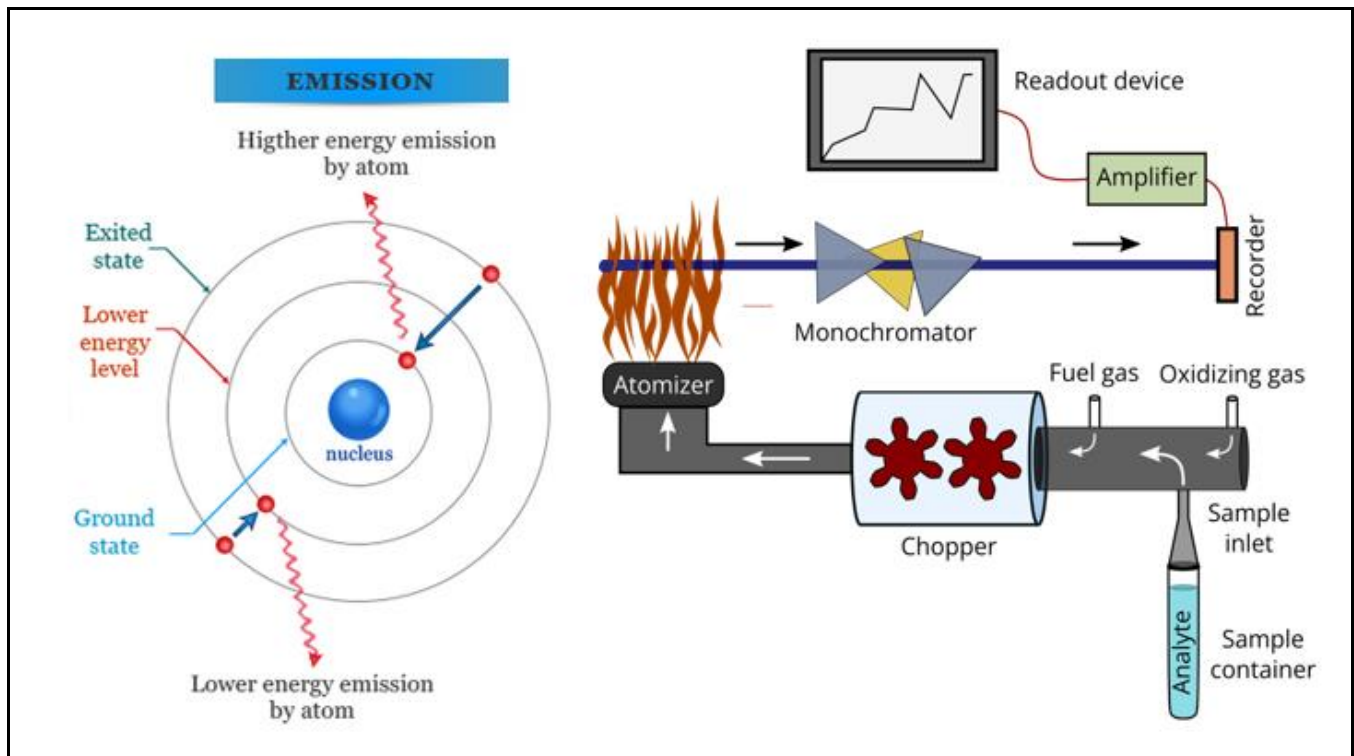 EMISSION
Higther energy emission
by atom
Exited
state
Lower
energy
level
nucleus
Ground
state
Lower energy emission
by atom
Readout device
Amplifier
Recorder
Monochromator
Atomizer
Fuel gas
Oxidizing gas
Chopper
Sample
inlet
Analyte
Sample
container